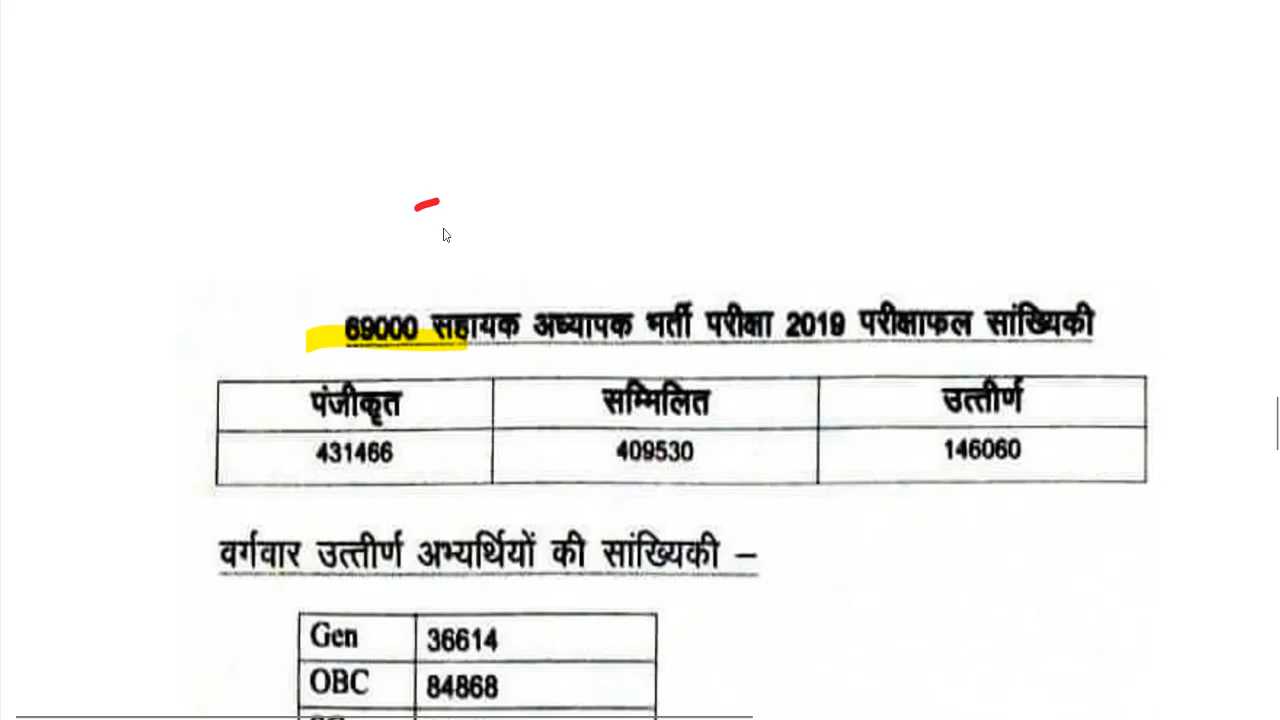 69000 सहायक अध्यापक भर्ती परीक्षा 2019 परीक्षाफल सांख्यिकी
पंजीकृत सम्मिलित उत्तीर्ण
431466 409530 146060
वर्गवार उत्तीर्ण अभ्यर्थियों की सांख्यिकी –
Gen 36614
OBC 84868